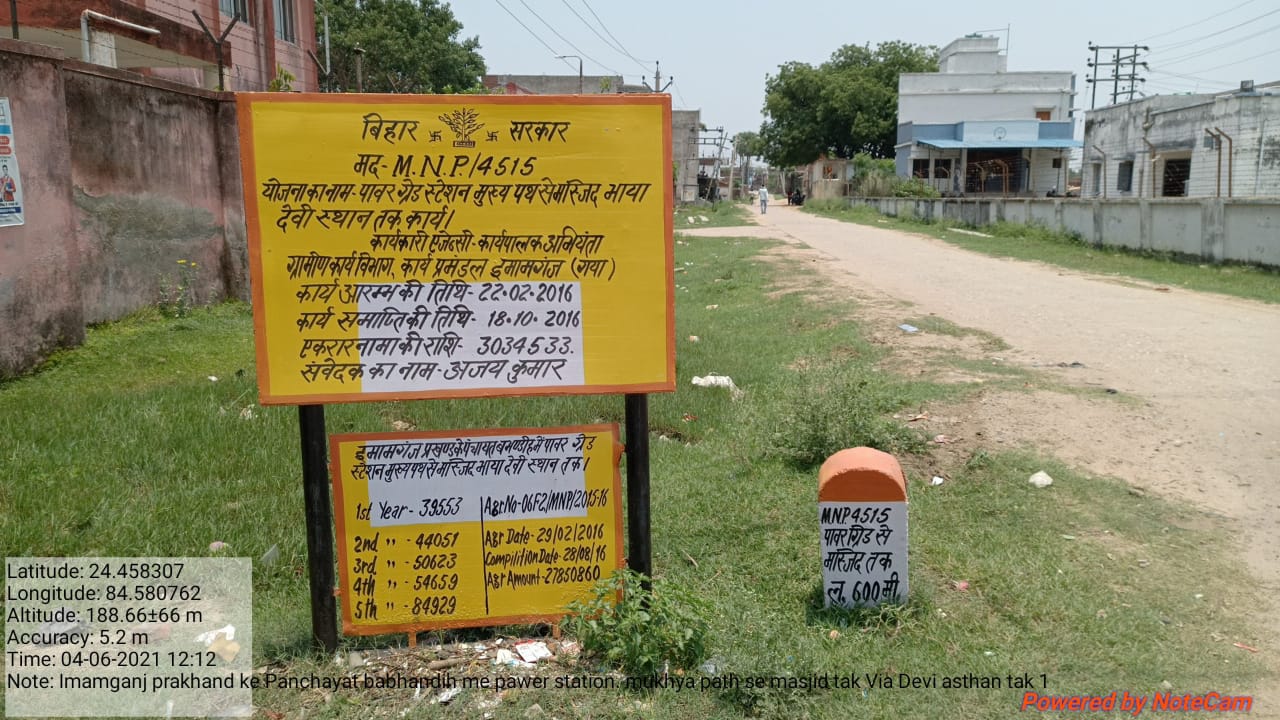 बिहार सरकार
मद- M.N.P./4515
योजना का नाम- पावर ग्रेड स्टेशन मुख्य पथ से मस्जिद भाया
देवी स्थान तक कार्य।
कार्यकारी एजेंसी- कार्यपालक अभियंता
ग्रामीण कार्य विभाग, कार्य प्रमंडल इमामगंज (गया)
कार्य आरम्भ की तिथि- 22.02.2016
कार्य समाप्ति की तिथि- 18.10.2016
एकरारनामा की राशि- 3034533.
संवेदक का नाम- अजय कुमार
इमामगंज प्रखण्ड के पंचायत बभण्डीह में पावर ग्रेड
स्टेशन मुख्य पथ से मस्जिद भाया देवी स्थान तक।
1st Year - 39553
2nd " - 44051
3rd " - 50623
4th " - 54659
5th " - 84929
AgrNo-06F2/MNP/2015-16
Agr Date- 29/02/2016
Compilition Date- 28/08/16
Agr Amount-27850860
M.N.P. 4515
पावर ग्रिड से
मस्जिद तक
ल. 600 मी.
Latitude: 24.458307
Longitude: 84.580762
Altitude: 188.66±66 m
Accuracy: 5.2 m
Time: 04-06-2021 12:12
Note: Imamganj prakhand ke Panchayat babhandih me pawer station. mukhya path se masjid tak Via Devi asthan tak 1
Powered by NoteCam